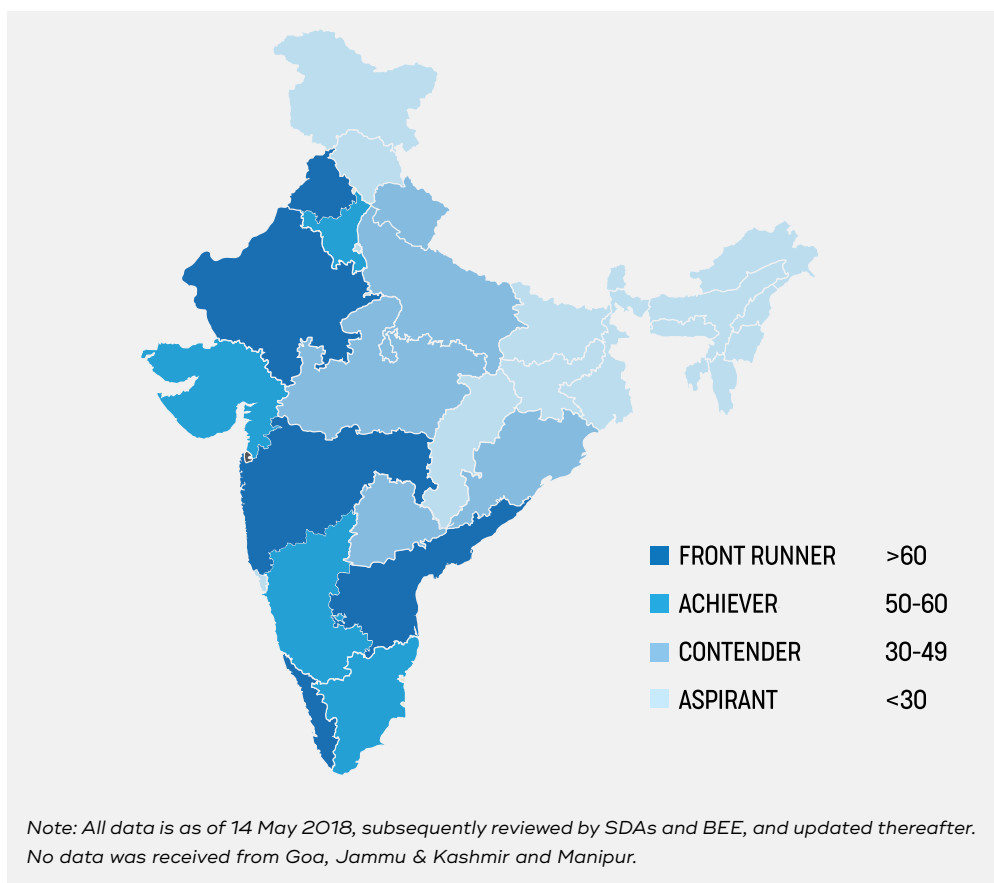 FRONT RUNNER >60
ACHIEVER 50-60
CONTENDER 30-49
ASPIRANT <30
Note: All data is as of 14 May 2018, subsequently reviewed by SDAs and BEE, and updated thereafter.
No data was received from Goa, Jammu & Kashmir and Manipur.